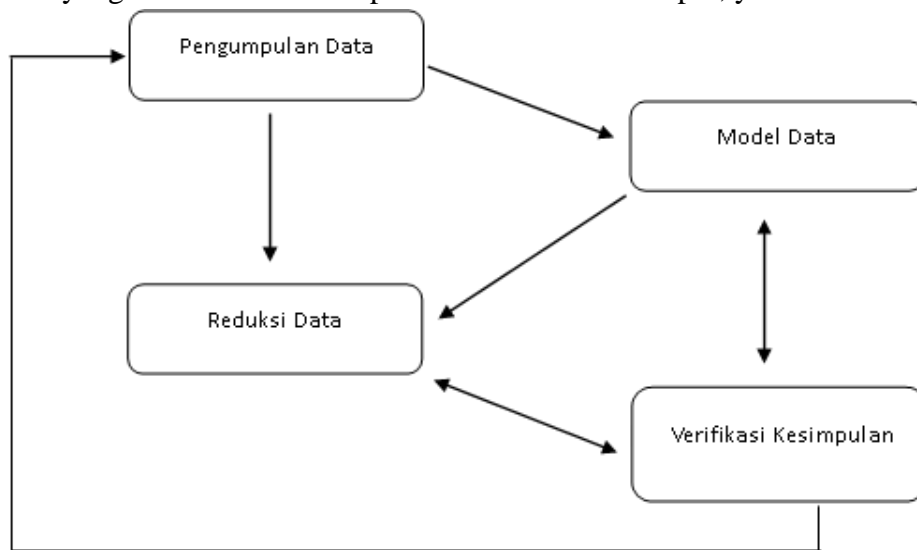 Pengumpulan Data
Model Data
Reduksi Data
Verifikasi Kesimpulan